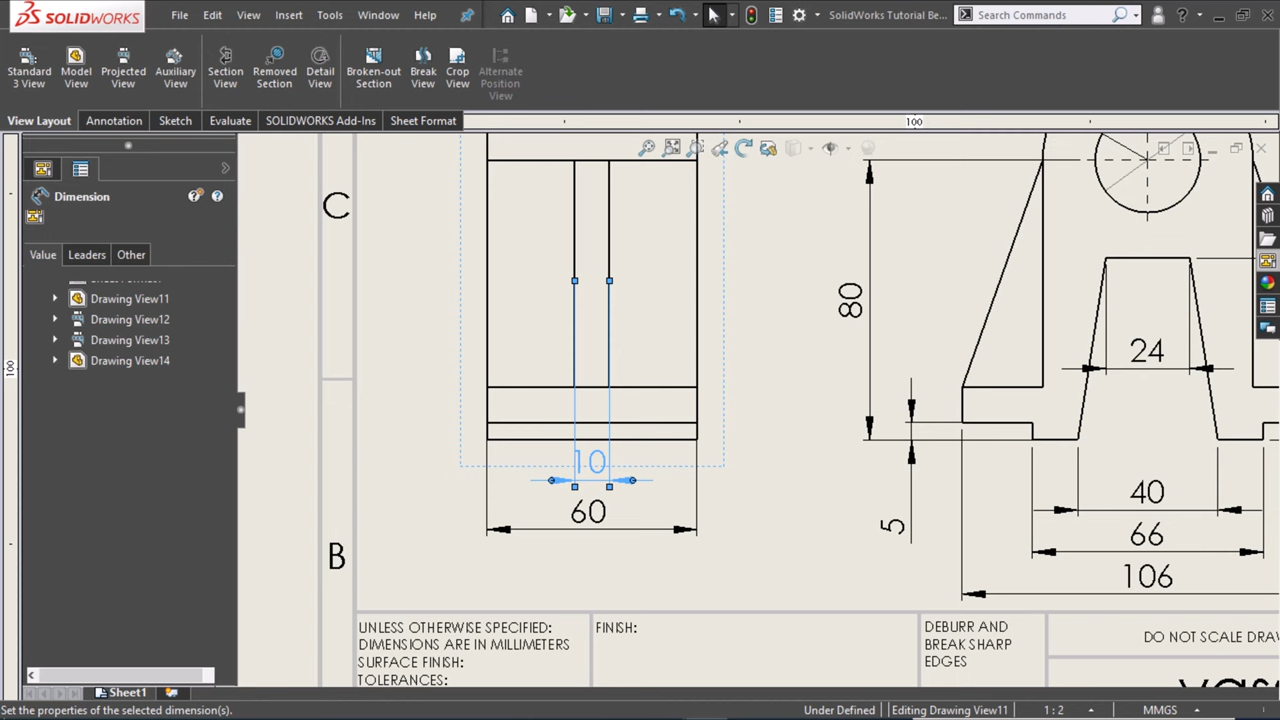 SOLIDWORKS File Edit View Insert Tools Window Help SolidWorks Tutorial Be... Search Commands ?
Standard 3 View
Model View
Projected View
Auxiliary View
Section View
Removed Section
Detail View
Broken-out Section
Break View
Crop View
Alternate Position View
View Layout Annotation Sketch Evaluate SOLIDWORKS Add-Ins Sheet Format
100
Dimension
Value Leaders Other
Drawing View11
Drawing View12
Drawing View13
Drawing View14
100
C
B
80
24
10
60
5
40
66
106
UNLESS OTHERWISE SPECIFIED:
DIMENSIONS ARE IN MILLIMETERS
SURFACE FINISH:
TOLERANCES:
FINISH:
DEBURR AND
BREAK SHARP
EDGES
DO NOT SCALE DRA
Sheet1
Set the properties of the selected dimension(s). Under Defined Editing Drawing View11 1 : 2 MMGS